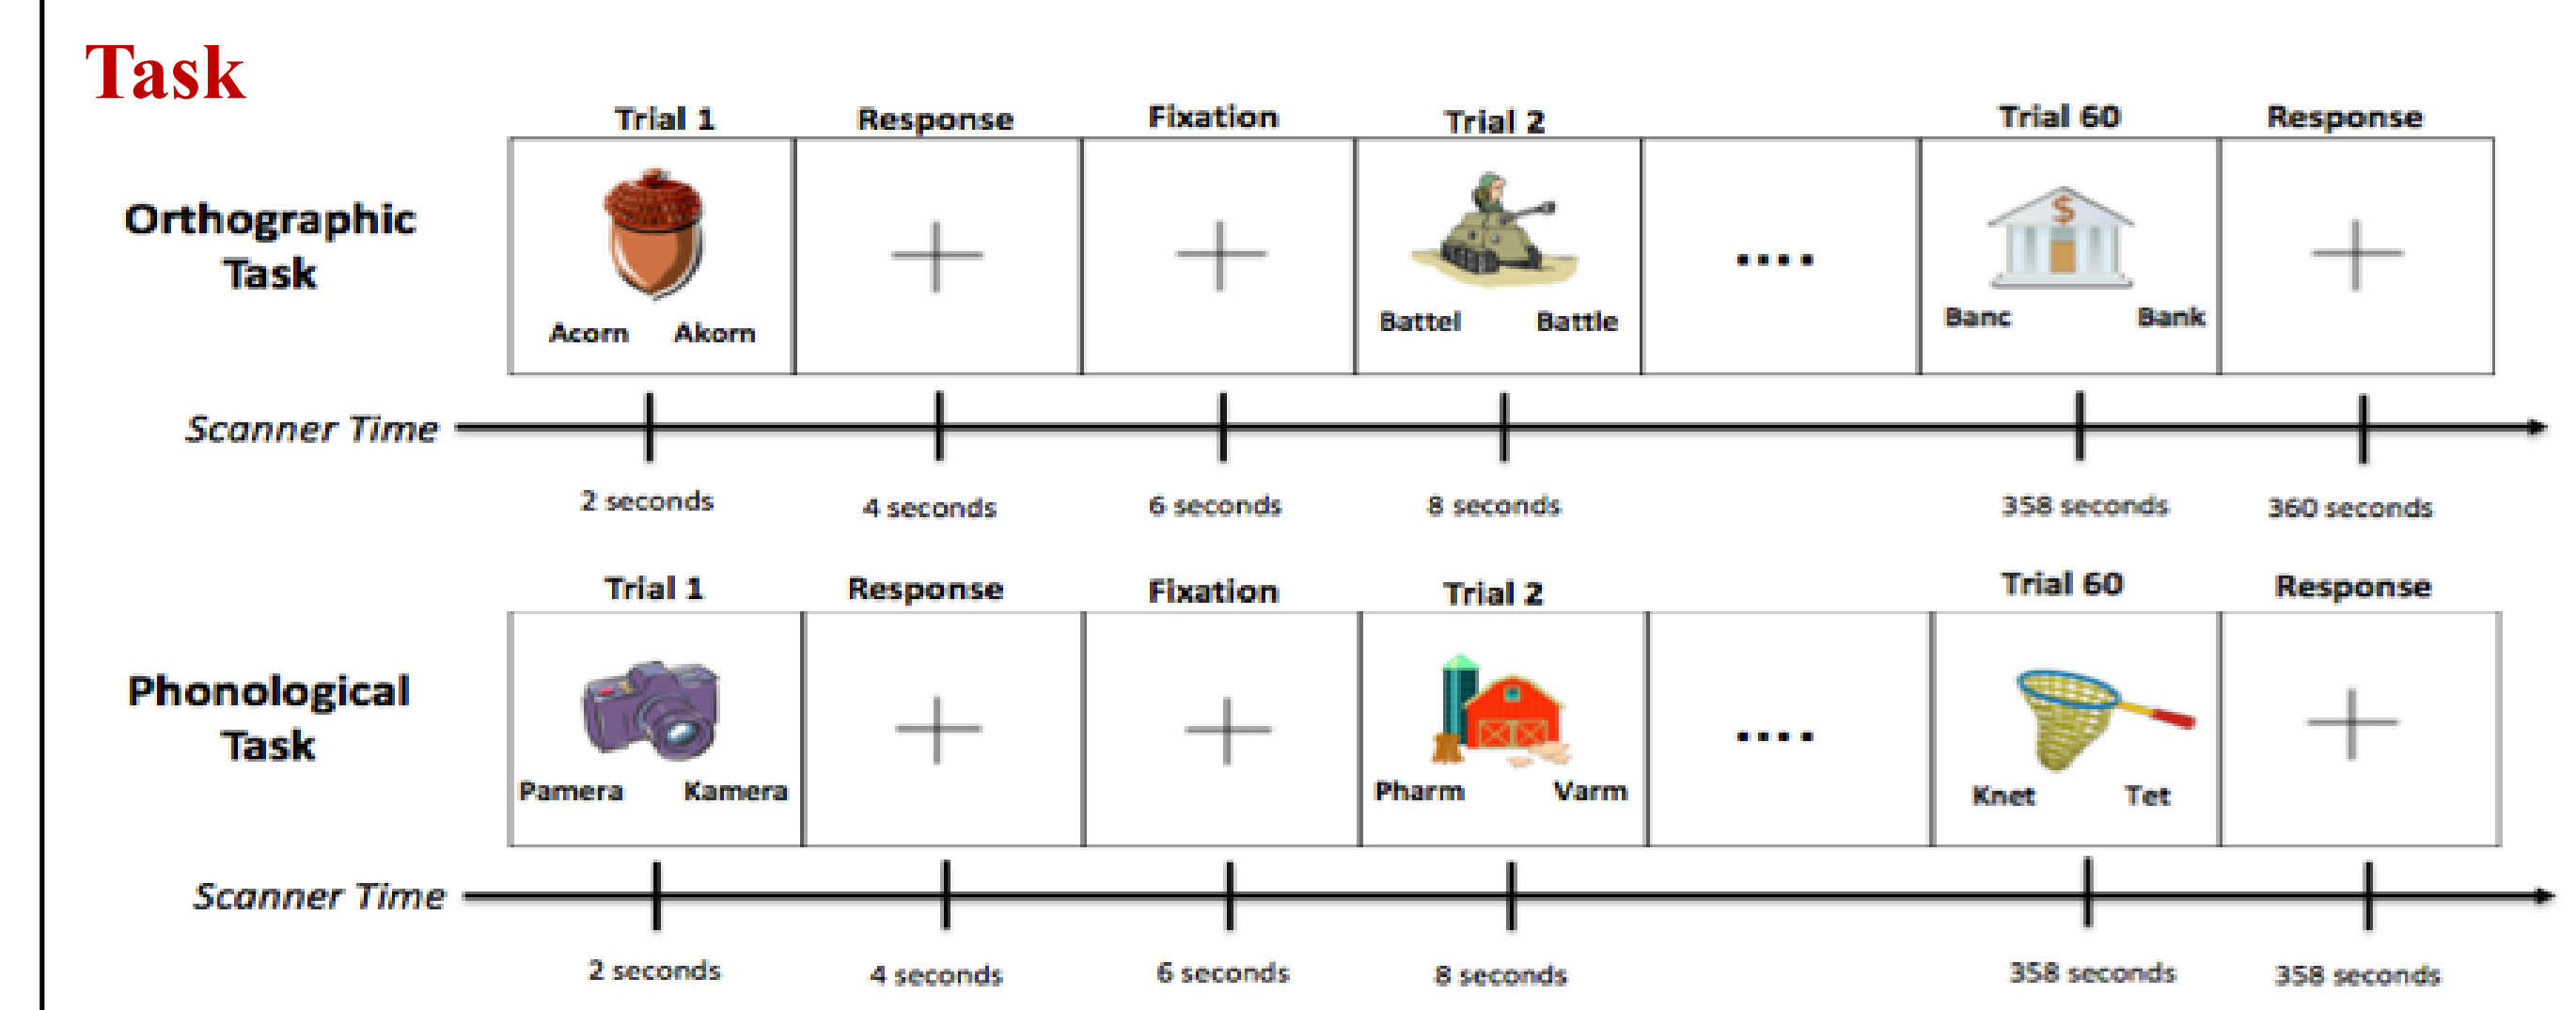 Task
Trial 1 Response Fixation Trial 2 Trial 60 Response
Orthographic
Task
$
Acorn Akorn Battel Battle .... Banc Bank
Scanner Time
2 seconds 4 seconds 6 seconds 8 seconds 358 seconds 360 seconds
Trial 1 Response Fixation Trial 2 Trial 60 Response
Phonological
Task
Pamera Kamera Pharm Varm .... Knet Tet
Scanner Time
2 seconds 4 seconds 6 seconds 8 seconds 358 seconds 358 seconds